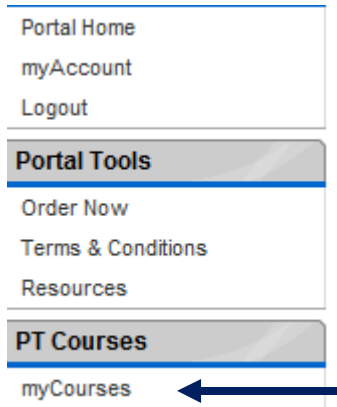 Portal Home
myAccount
Logout
Portal Tools
Order Now
Terms & Conditions
Resources
PT Courses
myCourses